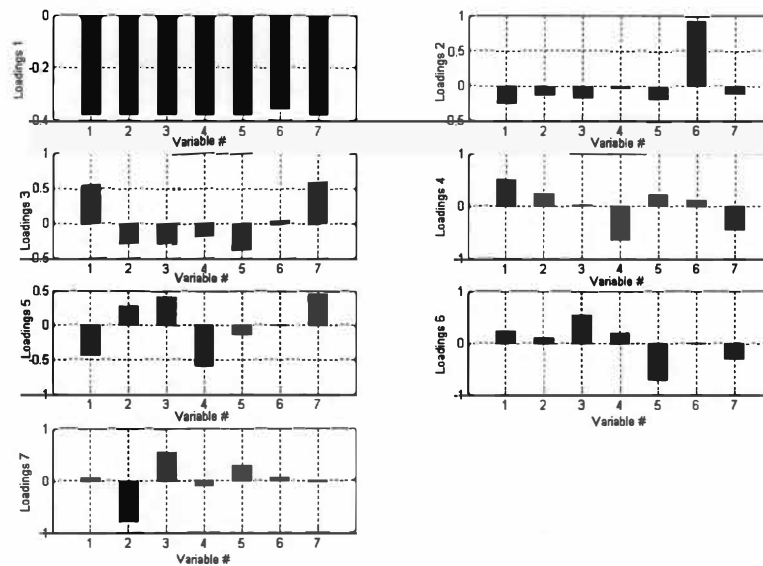 Loadings 1
0
-0.2
0.4
1 2 3 4 5 6 7
Variable #
Loadings 2
1
0.5
0
0.5
1 2 3 4 5 6 7
Variable #
Loadings 3
1
0.5
0
0.5
1 2 3 4 5 6 7
Variable #
Loadings 4
1
0
1
1 2 3 4 5 6 7
Variable #
Loadings 5
0.5
0
-0.5
1
1 2 3 4 5 6 7
Variable #
Loadings 6
1
0
-1
1 2 3 4 5 6 7
Variable #
Loadings 7
1
0
1
1 2 3 4 5 6 7
Variable #